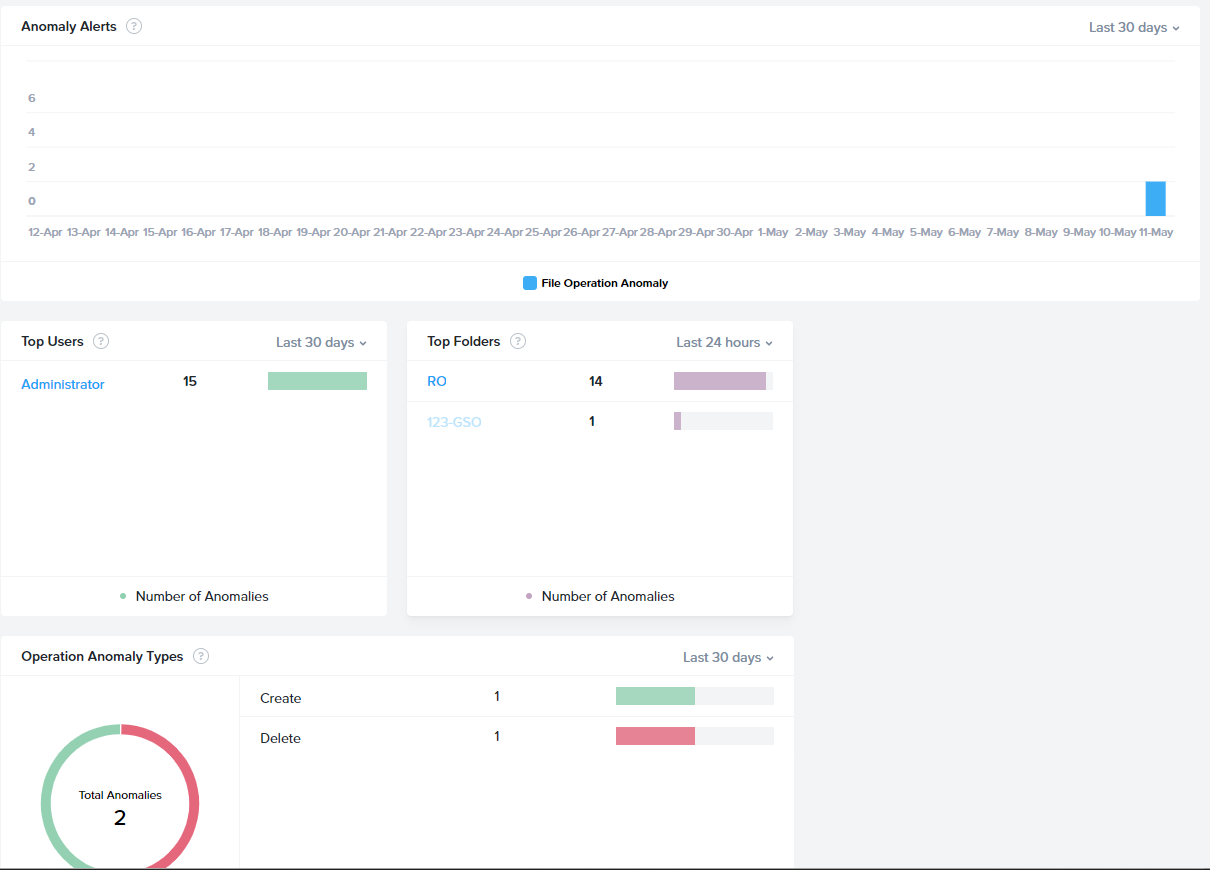 Anomaly Alerts ?
Last 30 days
6
4
2
0
12-Apr 13-Apr 14-Apr 15-Apr 16-Apr 17-Apr 18-Apr 19-Apr 20-Apr 21-Apr 22-Apr 23-Apr 24-Apr 25-Apr 26-Apr 27-Apr 28-Apr 29-Apr 30-Apr 1-May 2-May 3-May 4-May 5-May 6-May 7-May 8-May 9-May 10-May 11-May
File Operation Anomaly
Top Users ?
Last 30 days
Administrator 15
Number of Anomalies
Top Folders ?
Last 24 hours
RO 14
123-GSO 1
Number of Anomalies
Operation Anomaly Types ?
Last 30 days
Total Anomalies
2
Create 1
Delete 1